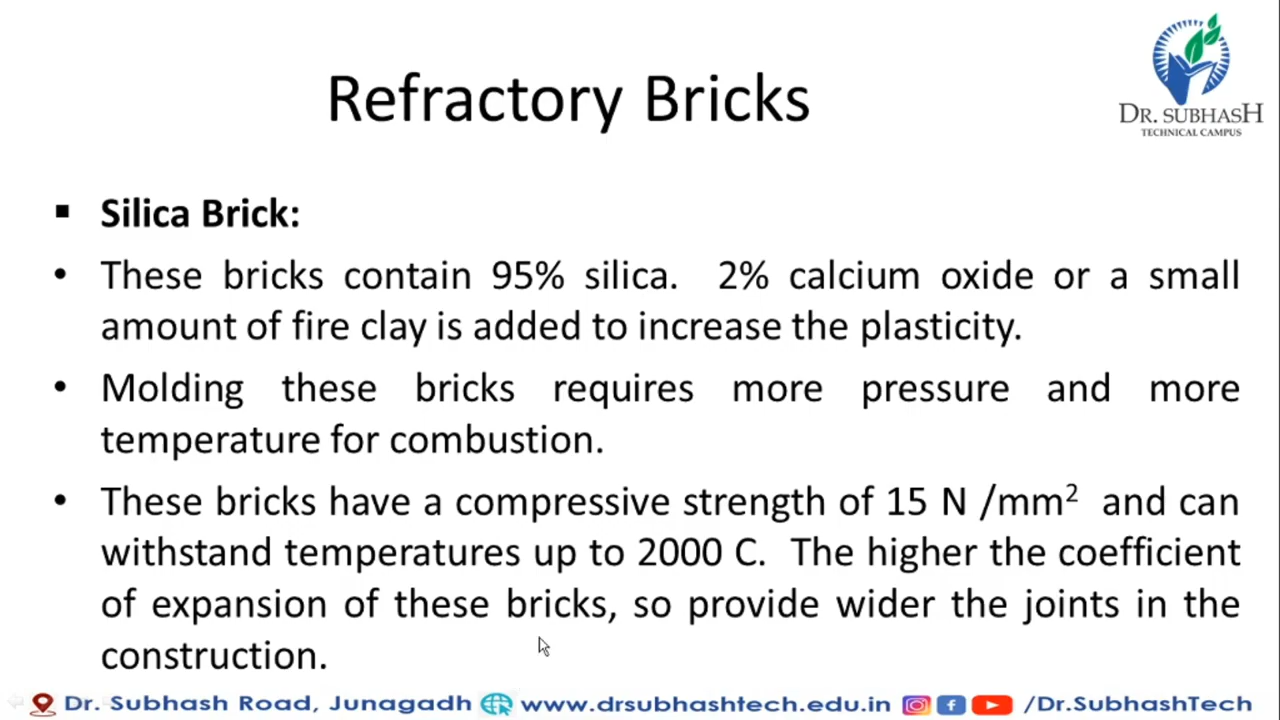 DR. SUBHASH
TECHNICAL CAMPUS
Refractory Bricks
▪ Silica Brick:
• These bricks contain 95% silica. 2% calcium oxide or a small
amount of fire clay is added to increase the plasticity.
• Molding these bricks requires more pressure and more
temperature for combustion.
• These bricks have a compressive strength of 15 N /mm² and can
withstand temperatures up to 2000 C. The higher the coefficient
of expansion of these bricks, so provide wider the joints in the
construction.
Dr. Subhash Road, Junagadh www.drsubhashtech.edu.in /Dr.SubhashTech